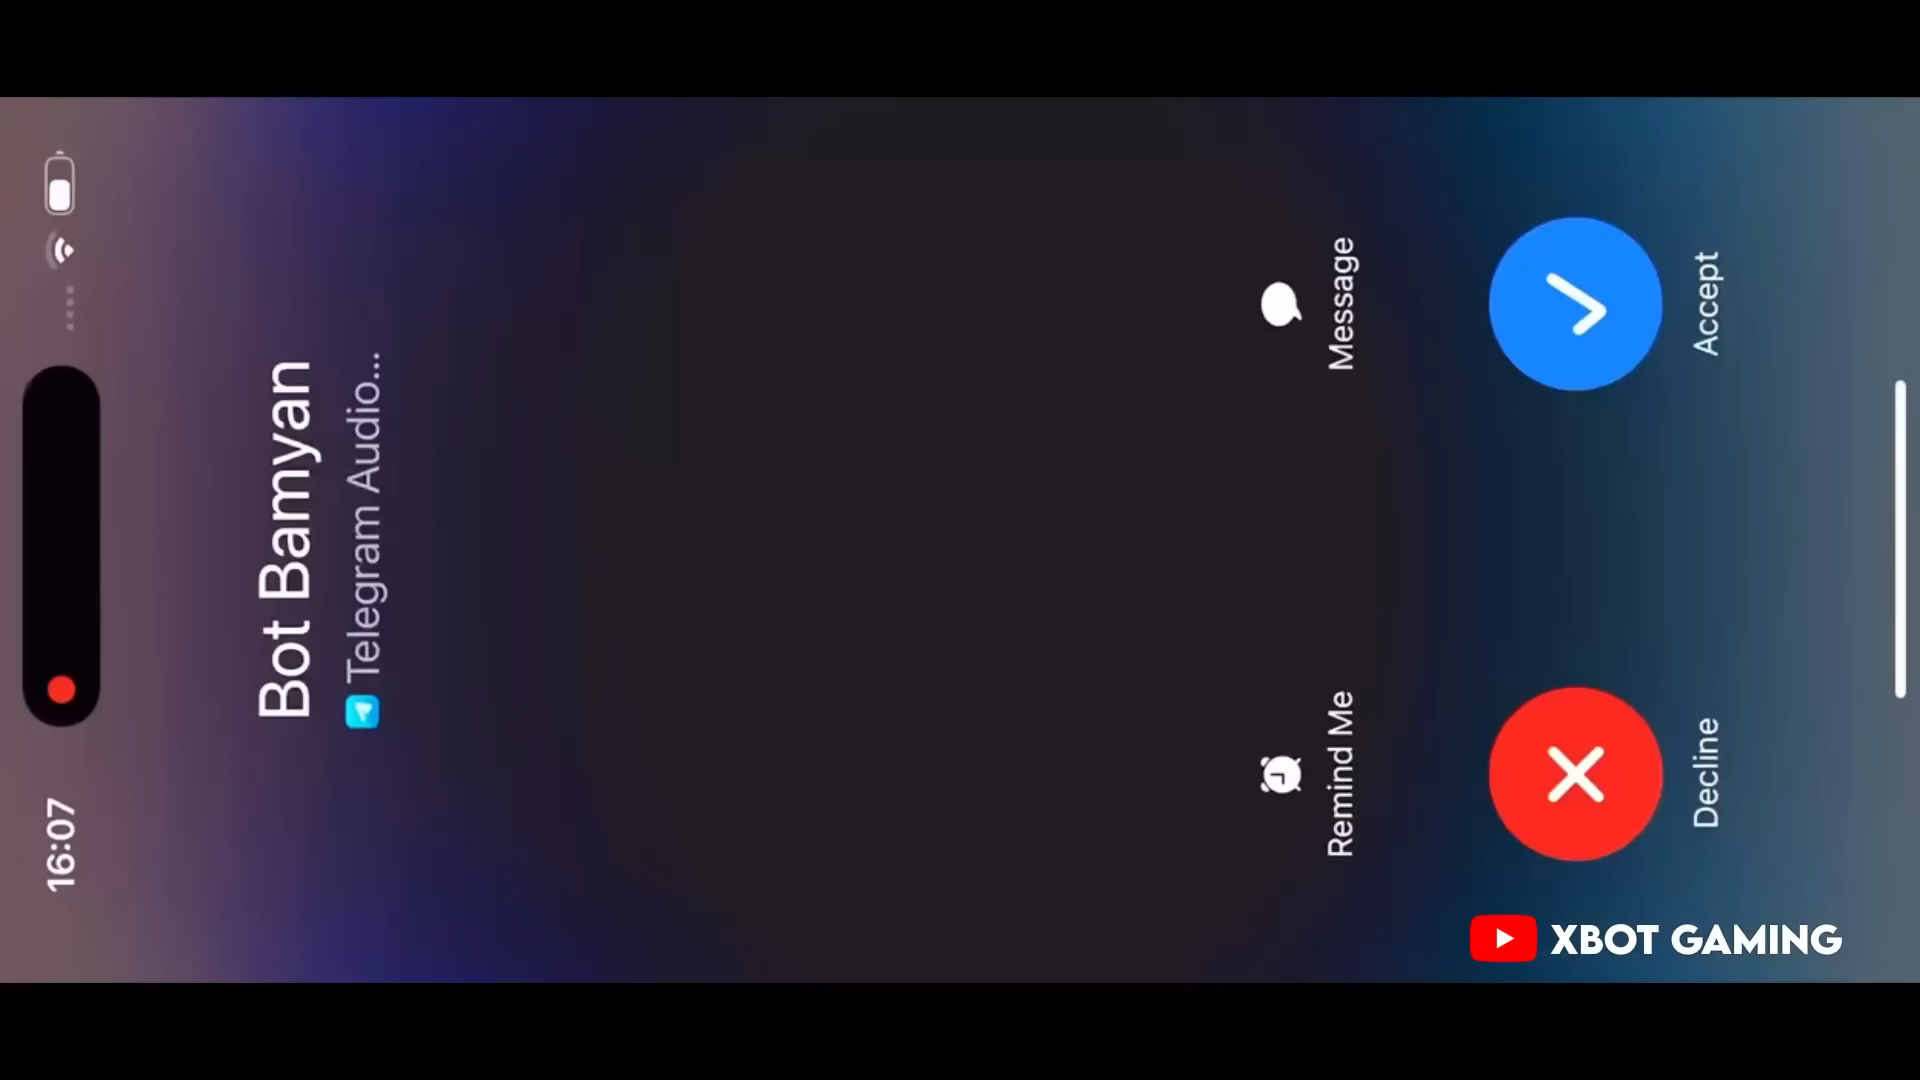 16:07
Bot Bamyan
Telegram Audio...
Remind Me
Message
Decline
Accept
XBOT GAMING